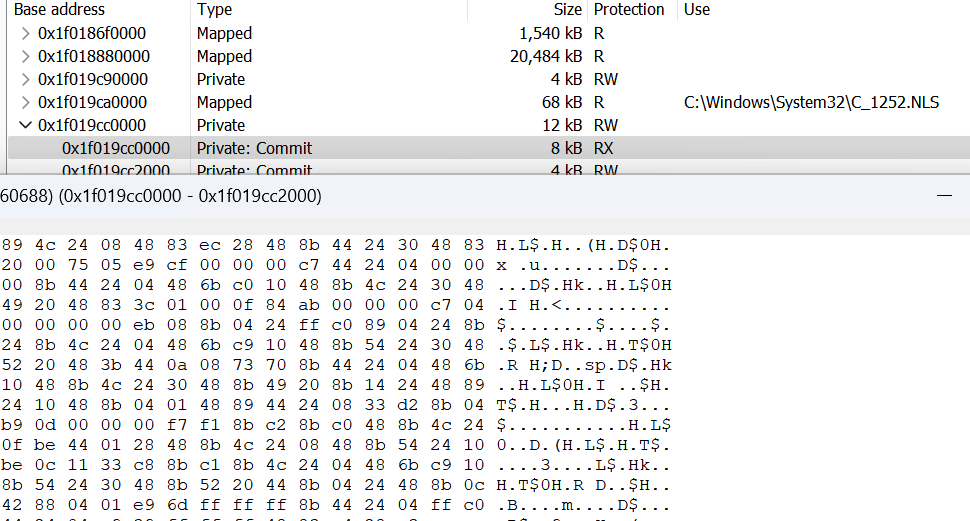 Base address Type Size Protection Use
0x1f0186f0000 Mapped 1,540 kB R
0x1f018880000 Mapped 20,484 kB R
0x1f019c90000 Private 4 kB RW
0x1f019ca0000 Mapped 68 kB R C:\Windows\System32\C_1252.NLS
0x1f019cc0000 Private 12 kB RW
0x1f019cc0000 Private: Commit 8 kB RX
0x1f019cc2000 Private: Commit 4 kB RW
60688) (0x1f019cc0000 - 0x1f019cc2000)
89 4c 24 08 48 83 ec 28 48 8b 44 24 30 48 83 H.L$.H..(H.D$0H.
20 00 75 05 e9 cf 00 00 00 c7 44 24 04 00 00 x .u.......D$...
00 8b 44 24 04 48 6b c0 10 48 8b 4c 24 30 48 ...D$.Hk..H.L$0H
49 20 48 83 3c 01 00 0f 84 ab 00 00 00 c7 04 .I H.<..........
00 00 00 00 eb 08 8b 04 24 ff c0 89 04 24 8b $........$....$.
24 8b 4c 24 04 48 6b c9 10 48 8b 54 24 30 48 .$.L$.Hk..H.T$0H
52 20 48 3b 44 0a 08 73 70 8b 44 24 04 48 6b .R H;D..sp.D$.Hk
10 48 8b 4c 24 30 48 8b 49 20 8b 14 24 48 89 ..H.L$0H.I ..$H.
24 10 48 8b 04 01 48 89 44 24 08 33 d2 8b 04 T$.H...H.D$.3...
b9 0d 00 00 00 f7 f1 8b c2 8b c0 48 8b 4c 24 $...........H.L$
0f be 44 01 28 48 8b 4c 24 08 48 8b 54 24 10 0..D.(H.L$.H.T$.
be 0c 11 33 c8 8b c1 8b 4c 24 04 48 6b c9 10 ....3....L$.Hk..
8b 54 24 30 48 8b 52 20 44 8b 04 24 48 8b 0c H.T$0H.R D..$H..
42 88 04 01 e9 6d ff ff ff 8b 44 24 04 ff c0 .B....m....D$...